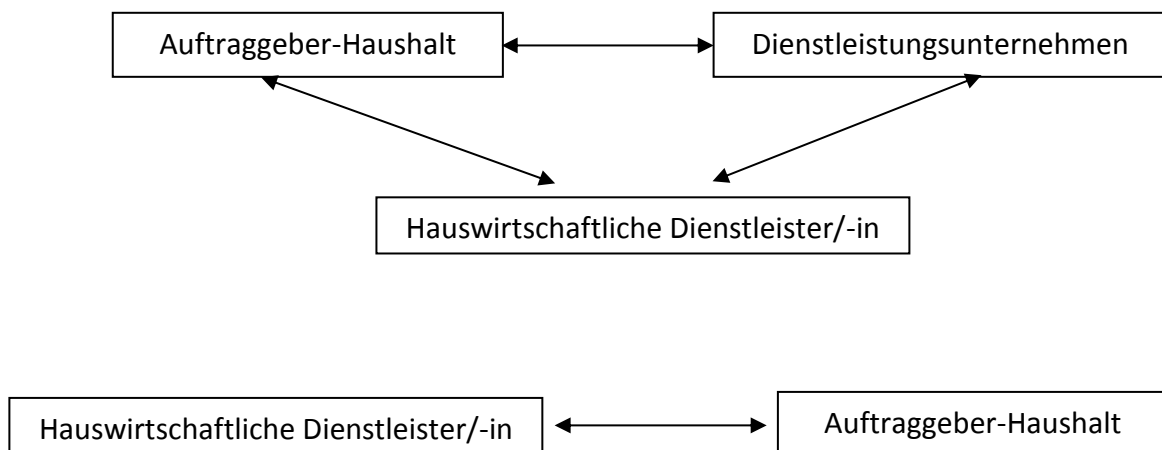 Auftraggeber-Haushalt
Dienstleistungsunternehmen
Hauswirtschaftliche Dienstleister/-in
Hauswirtschaftliche Dienstleister/-in
Auftraggeber-Haushalt